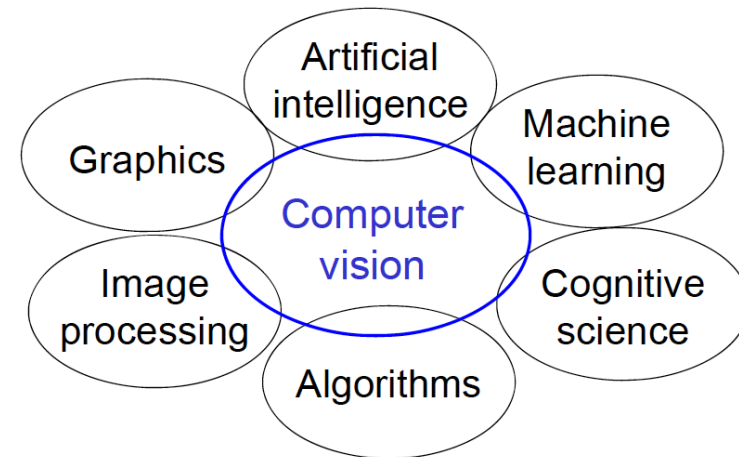 Artificial
intelligence
Graphics
Machine
learning
Computer
vision
Image
processing
Cognitive
science
Algorithms